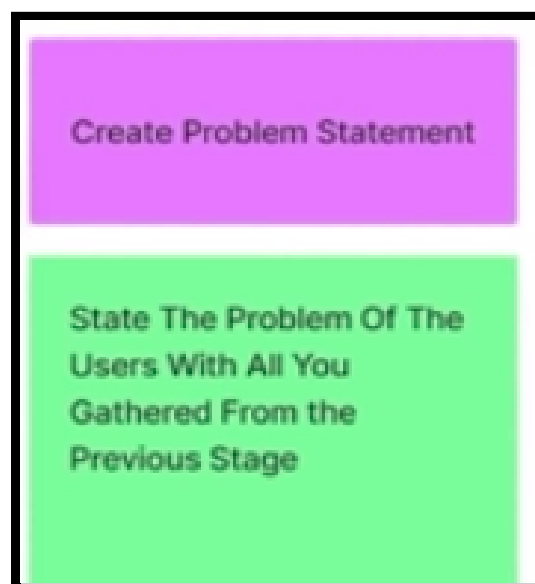 Create Problem Statement
State The Problem Of The
Users With All You
Gathered From the
Previous Stage